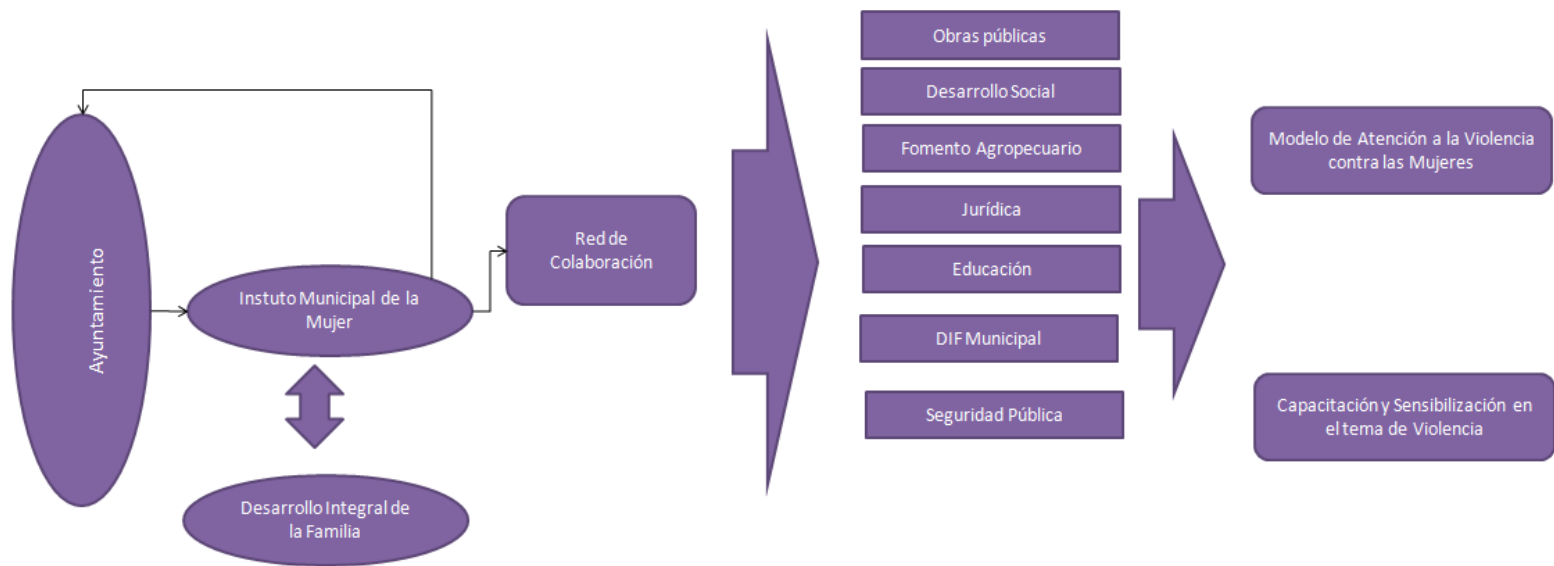 Ayuntamiento
Instuto Municipal de la
Mujer
Desarrollo Integral de
la Familia
Red de
Colaboración
Obras públicas
Desarrollo Social
Fomento Agropecuario
Jurídica
Educación
DIF Municipal
Seguridad Pública
Modelo de Atención a la Violencia
contra las Mujeres
Capacitación y Sensibilización en
el tema de Violencia